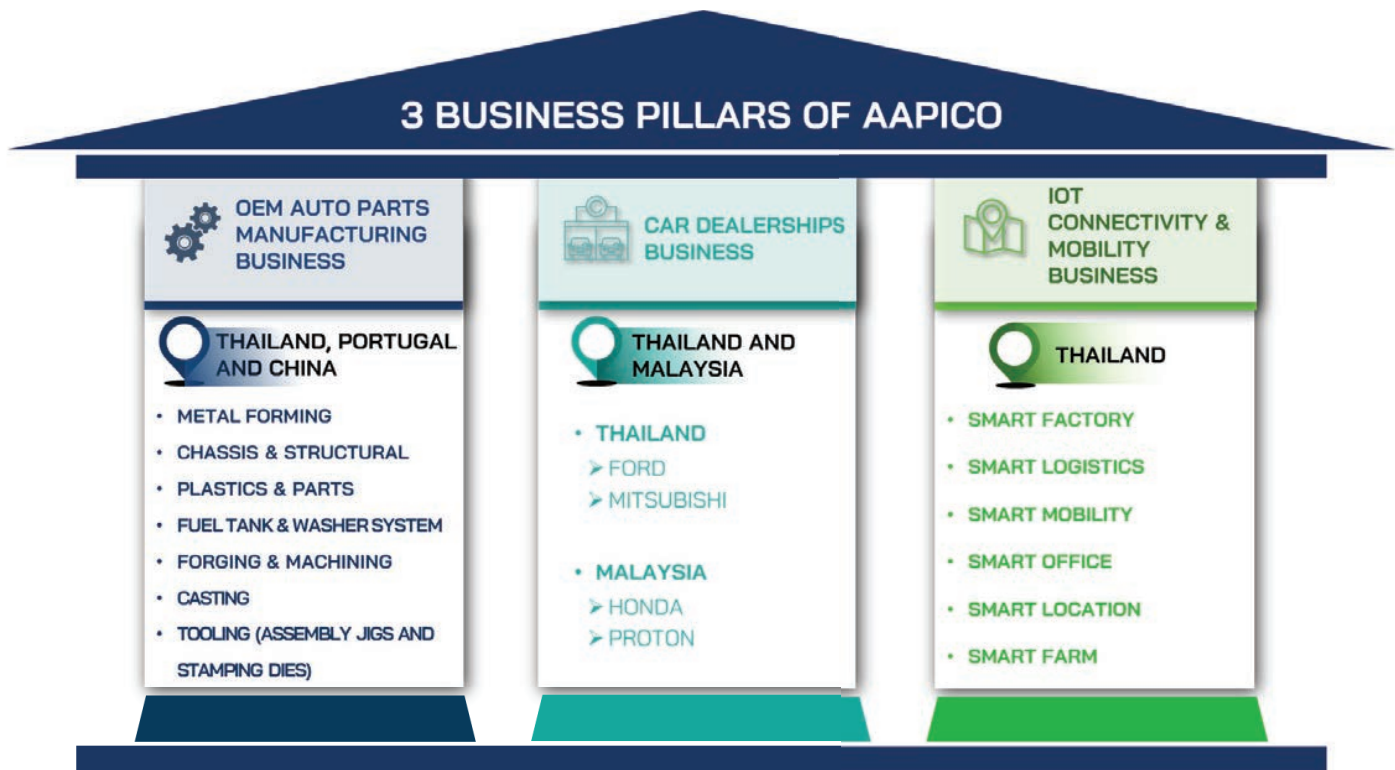 3 BUSINESS PILLARS OF AAPICO
OEM AUTO PARTS
MANUFACTURING
BUSINESS
THAILAND, PORTUGAL
AND CHINA
• METAL FORMING
• CHASSIS & STRUCTURAL
• PLASTICS & PARTS
• FUEL TANK & WASHER SYSTEM
• FORGING & MACHINING
• CASTING
• TOOLING (ASSEMBLY JIGS AND
STAMPING DIES)
CAR DEALERSHIPS
BUSINESS
THAILAND AND
MALAYSIA
• THAILAND
➢ FORD
➢ MITSUBISHI
• MALAYSIA
➢ HONDA
➢ PROTON
IOT
CONNECTIVITY &
MOBILITY
BUSINESS
THAILAND
• SMART FACTORY
• SMART LOGISTICS
• SMART MOBILITY
• SMART OFFICE
• SMART LOCATION
• SMART FARM